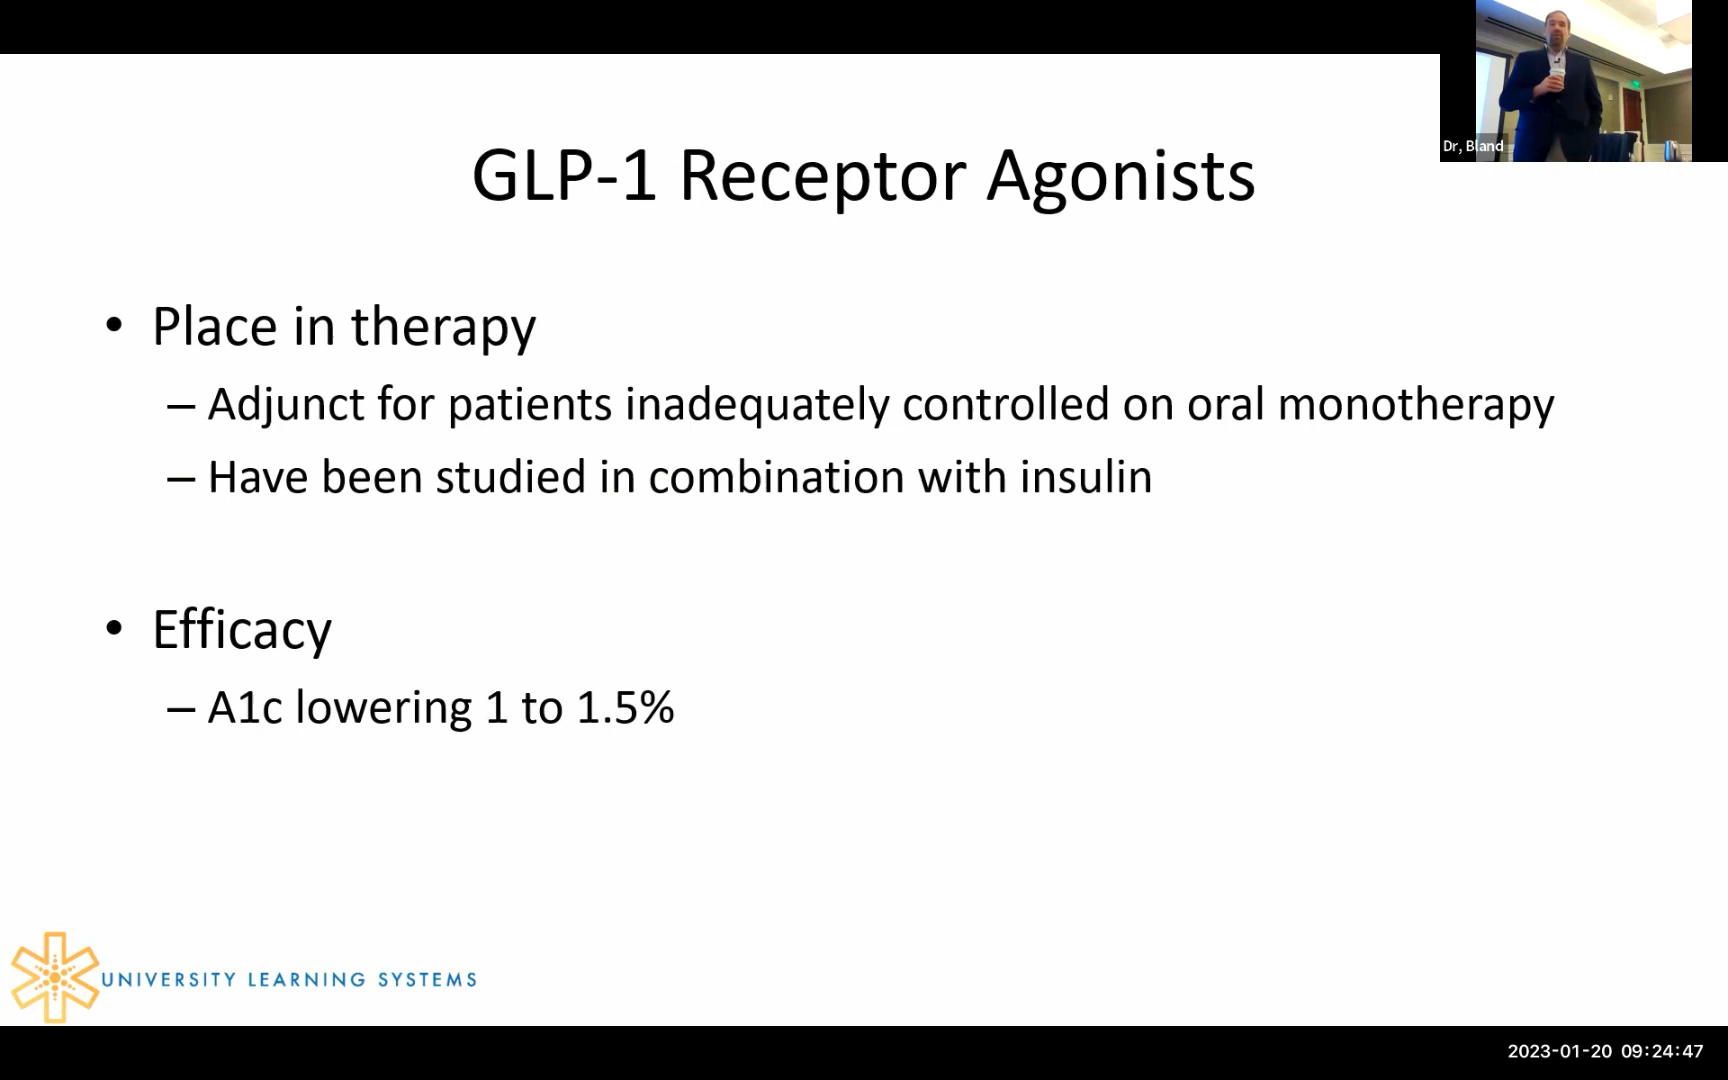 Dr, Bland
GLP-1 Receptor Agonists
• Place in therapy
– Adjunct for patients inadequately controlled on oral monotherapy
– Have been studied in combination with insulin
• Efficacy
– A1c lowering 1 to 1.5%
UNIVERSITY LEARNING SYSTEMS
2023-01-20 09:24:47